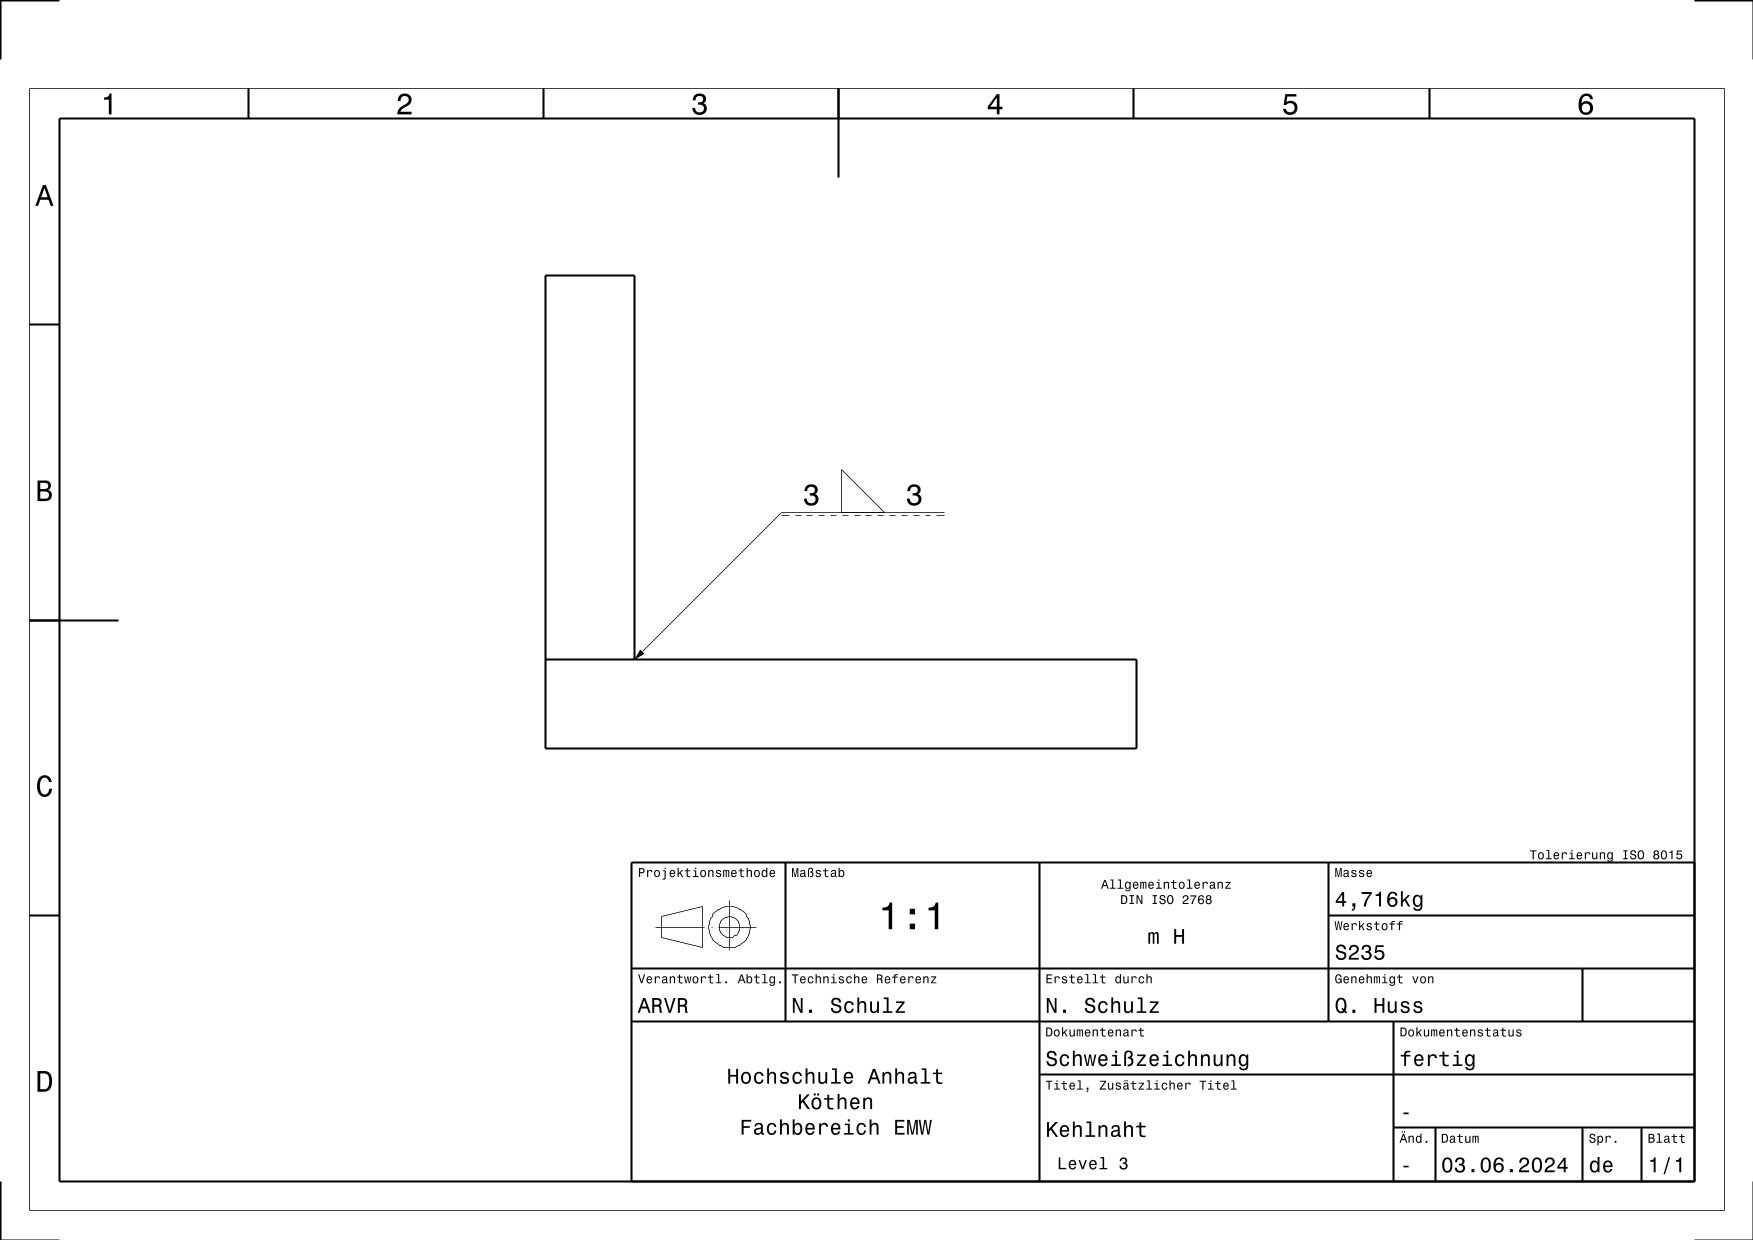 1 2 3 4 5 6
A
B
C
D
3 3
Tolerierung ISO 8015
Projektionsmethode
Maßstab
1:1
Allgemeintoleranz
DIN ISO 2768
m H
Masse
4,716kg
Werkstoff
S235
Verantwortl. Abtlg.
ARVR
Technische Referenz
N. Schulz
Erstellt durch
N. Schulz
Genehmigt von
Q. Huss
Hochschule Anhalt
Köthen
Fachbereich EMW
Dokumentenart
Schweißzeichnung
Dokumentenstatus
fertig
Titel, Zusätzlicher Titel
Kehlnaht
Level 3
-
Änd.
-
Datum
03.06.2024
Spr.
de
Blatt
1/1